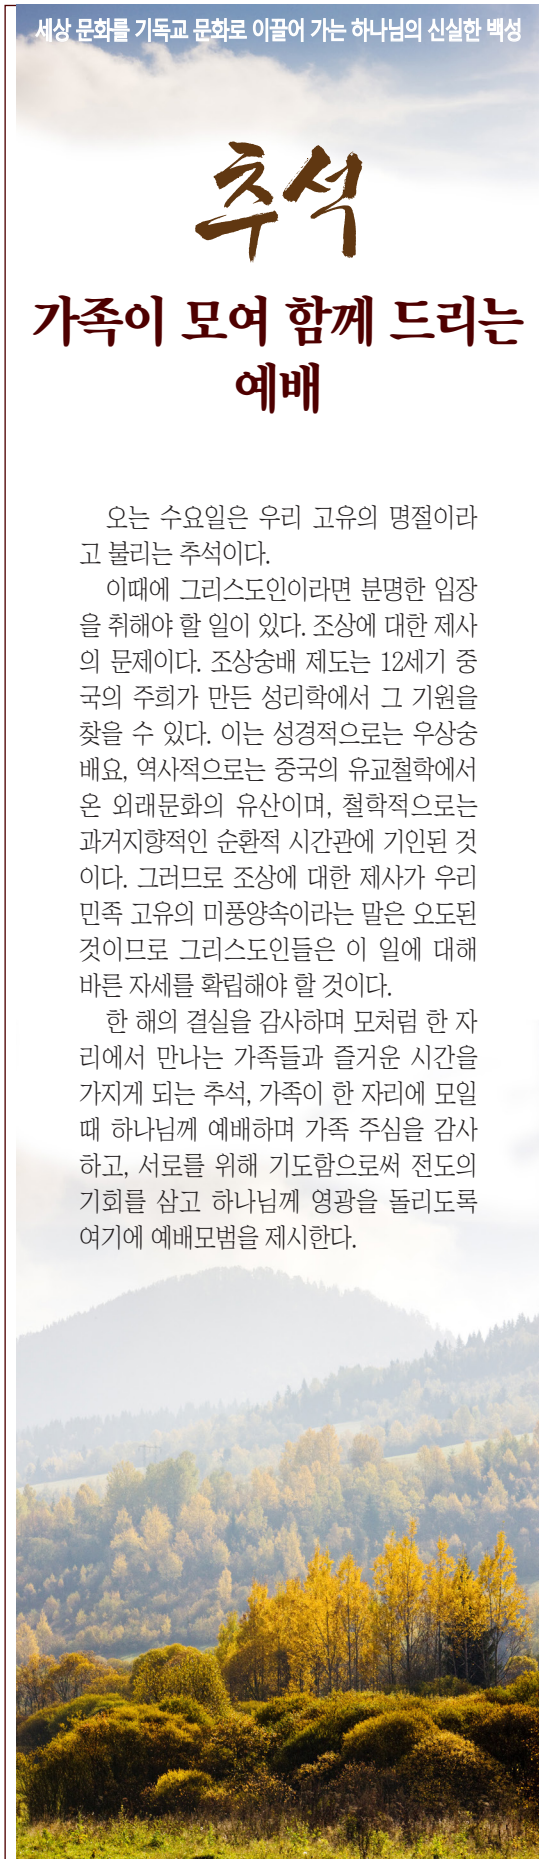 세상 문화를 기독교 문화로 이끌어 가는 하나님의 신실한 백성
추석
가족이 모여 함께 드리는
예배
오는 수요일은 우리 고유의 명절이라
고 불리는 추석이다.
이때에 그리스도인이라면 분명한 입장
을 취해야 할 일이 있다. 조상에 대한 제사
의 문제이다. 조상숭배 제도는 12세기 중
국의 주희가 만든 성리학에서 그 기원을
찾을 수 있다. 이는 성경적으로는 우상숭
배요, 역사적으로는 중국의 유교철학에서
온 외래문화의 유산이며, 철학적으로는
과거지향적인 순환적 시간관에 기인된 것
이다. 그러므로 조상에 대한 제사가 우리
민족 고유의 미풍양속이라는 말은 오도된
것이므로 그리스도인들은 이 일에 대해
바른 자세를 확립해야 할 것이다.
한 해의 결실을 감사하며 모처럼 한 자
리에서 만나는 가족들과 즐거운 시간을
가지게 되는 추석, 가족이 한 자리에 모일
때 하나님께 예배하며 가족 주심을 감사
하고, 서로를 위해 기도함으로써 전도의
기회를 삼고 하나님께 영광을 돌리도록
여기에 예배모범을 제시한다.